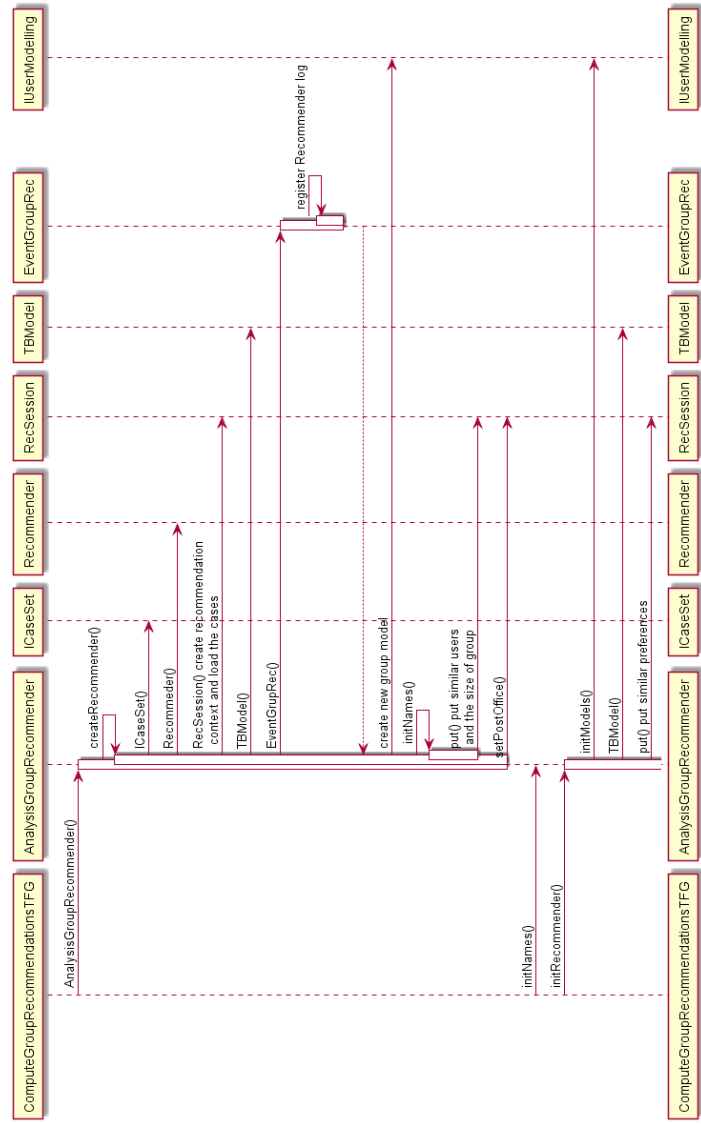 ComputeGroupRecommendationsTFG
AnalysisGroupRecommender
ICaseSet
Recommender
RecSession
TBModel
EventGroupRec
IUserModelling
AnalysisGroupRecommender()
createRecommender()
ICaseSet()
Recommeder()
RecSession() create recommendation
context and load the cases
TBModel()
EventGrupRec()
register Recommender log
create new group model
initNames()
put() put similar users
and the size of group
setPostOffice()
initNames()
initRecommender()
initModels()
TBModel()
put() put similar preferences
ComputeGroupRecommendationsTFG
AnalysisGroupRecommender
ICaseSet
Recommender
RecSession
TBModel
EventGroupRec
IUserModelling